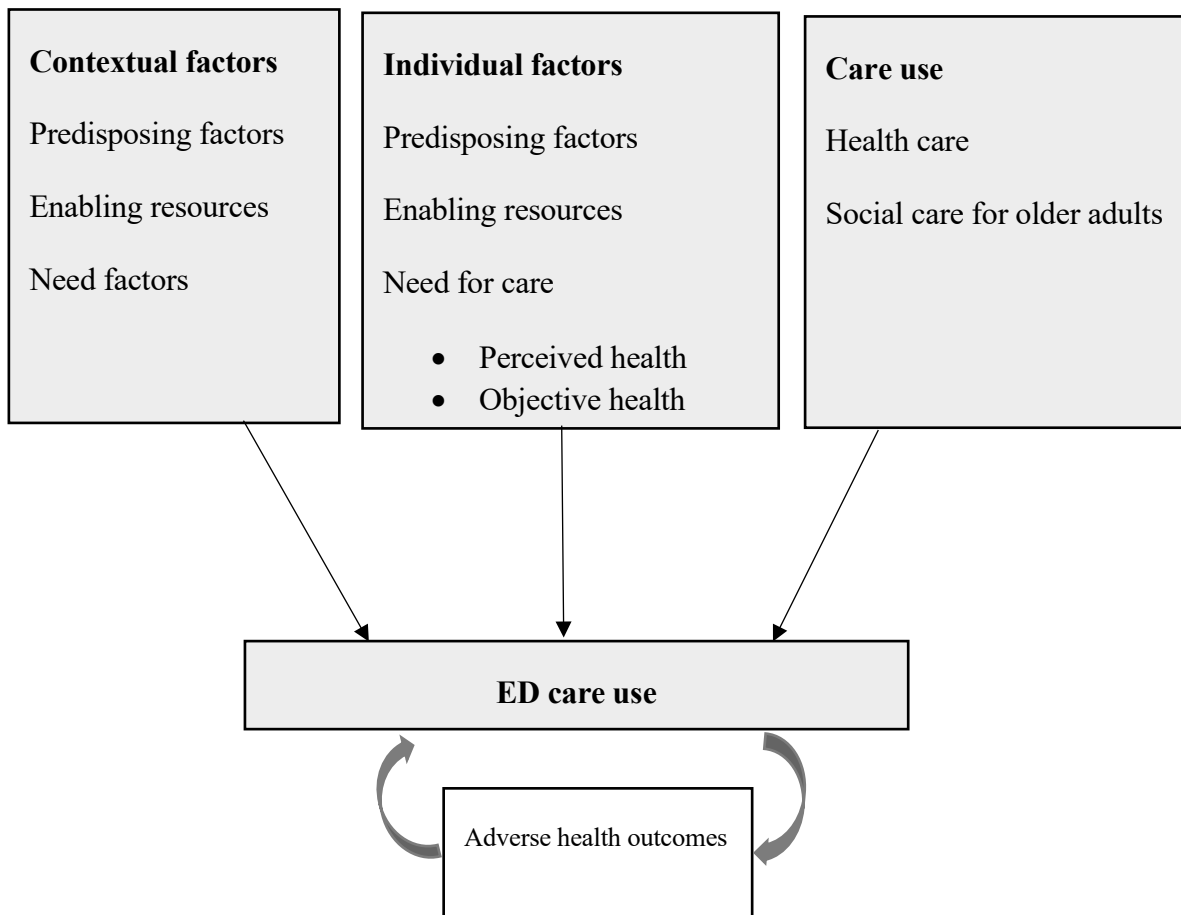 Contextual factors
Predisposing factors
Enabling resources
Need factors
Individual factors
Predisposing factors
Enabling resources
Need for care
• Perceived health
• Objective health
Care use
Health care
Social care for older adults
ED care use
Adverse health outcomes